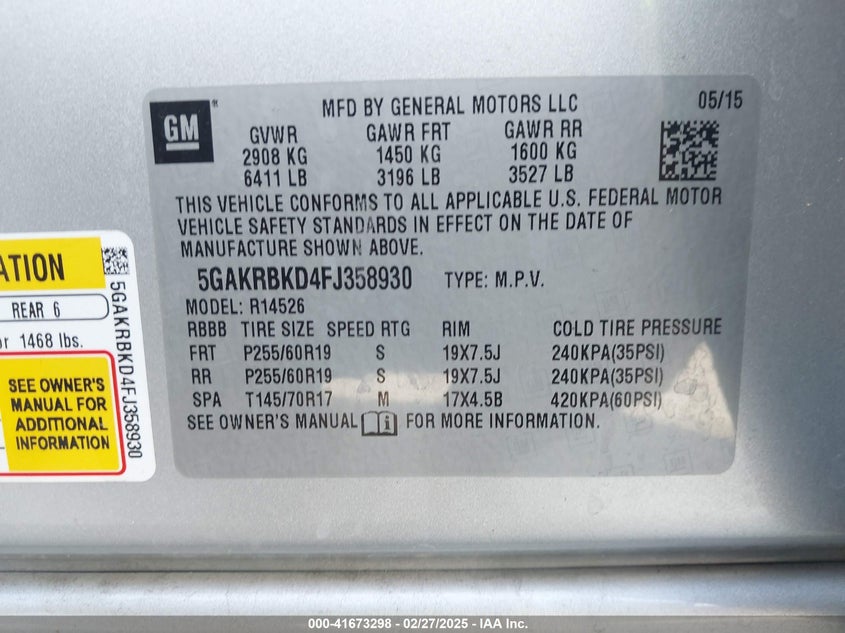 GM
MFD BY GENERAL MOTORS LLC
05/15
GVWR GAWR FRT GAWR RR
2908 KG 1450 KG 1600 KG
6411 LB 3196 LB 3527 LB
THIS VEHICLE CONFORMS TO ALL APPLICABLE U.S. FEDERAL MOTOR
VEHICLE SAFETY STANDARDS IN EFFECT ON THE DATE OF
MANUFACTURE SHOWN ABOVE.
5GAKRBKD4FJ358930 TYPE: M.P.V.
MODEL: R14526
RBBB TIRE SIZE SPEED RTG RIM COLD TIRE PRESSURE
FRT P255/60R19 S 19X7.5J 240KPA(35PSI)
RR P255/60R19 S 19X7.5J 240KPA(35PSI)
SPA T145/70R17 M 17X4.5B 420KPA(60PSI)
SEE OWNER'S MANUAL FOR MORE INFORMATION.
ATION
REAR 6
or 1468 lbs.
SEE OWNER'S
MANUAL FOR
ADDITIONAL
INFORMATION
5GAKRBKD4FJ358930
000-41673298 - 02/27/2025 - IAA Inc.